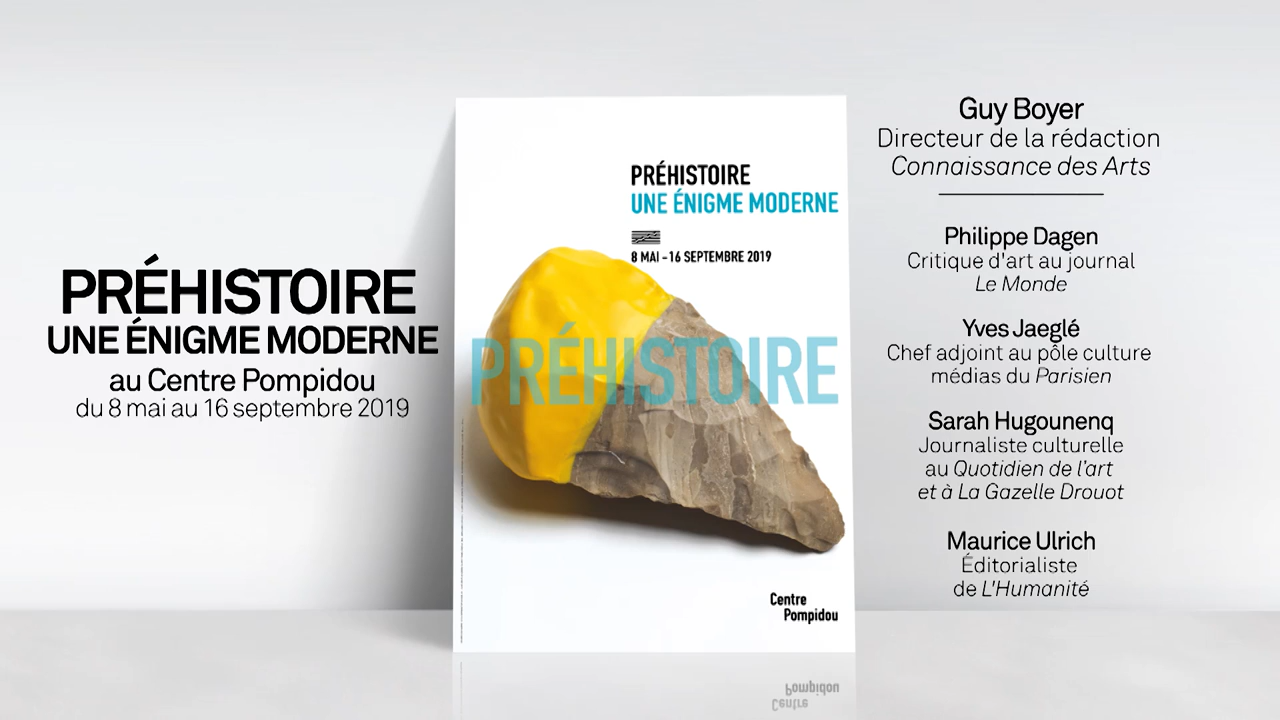 PRÉHISTOIRE
UNE ÉNIGME MODERNE
au Centre Pompidou
du 8 mai au 16 septembre 2019
PRÉHISTOIRE
UNE ÉNIGME MODERNE
8 MAI – 16 SEPTEMBRE 2019
PRÉHISTOIRE
Centre
Pompidou
Guy Boyer
Directeur de la rédaction
Connaissance des Arts
Philippe Dagen
Critique d'art au journal
Le Monde
Yves Jaeglé
Chef adjoint au pôle culture
médias du Parisien
Sarah Hugounenq
Journaliste culturelle
au Quotidien de l'art
et à La Gazelle Drouot
Maurice Ulrich
Éditorialiste
de L'Humanité